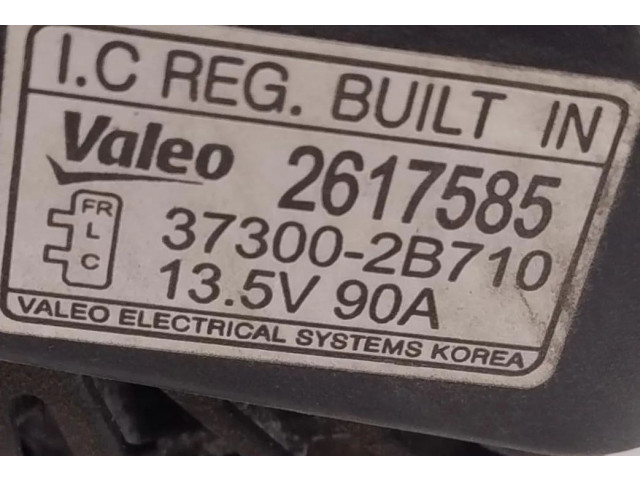 I.C REG. BUILT IN
Valeo 2617585
FR
L
C
37300-2B710
13.5V 90A
VALEO ELECTRICAL SYSTEMS KOREA